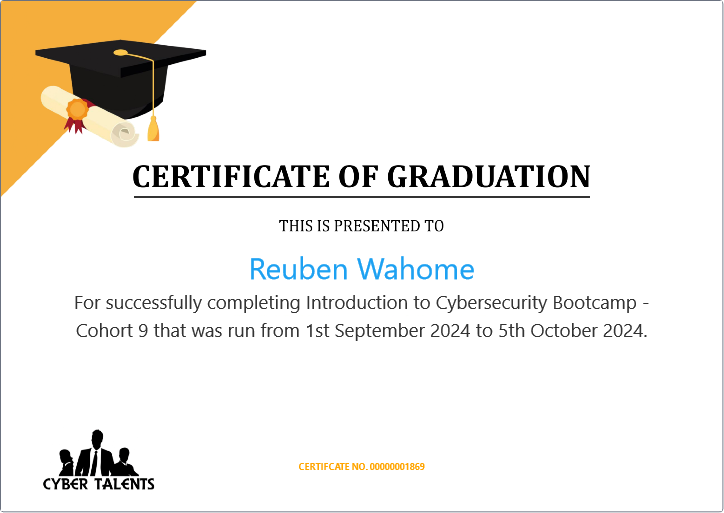 CERTIFICATE OF GRADUATION
THIS IS PRESENTED TO
Reuben Wahome
For successfully completing Introduction to Cybersecurity Bootcamp -
Cohort 9 that was run from 1st September 2024 to 5th October 2024.
CERTIFCATE NO. 00000001869
CYBER TALENTS